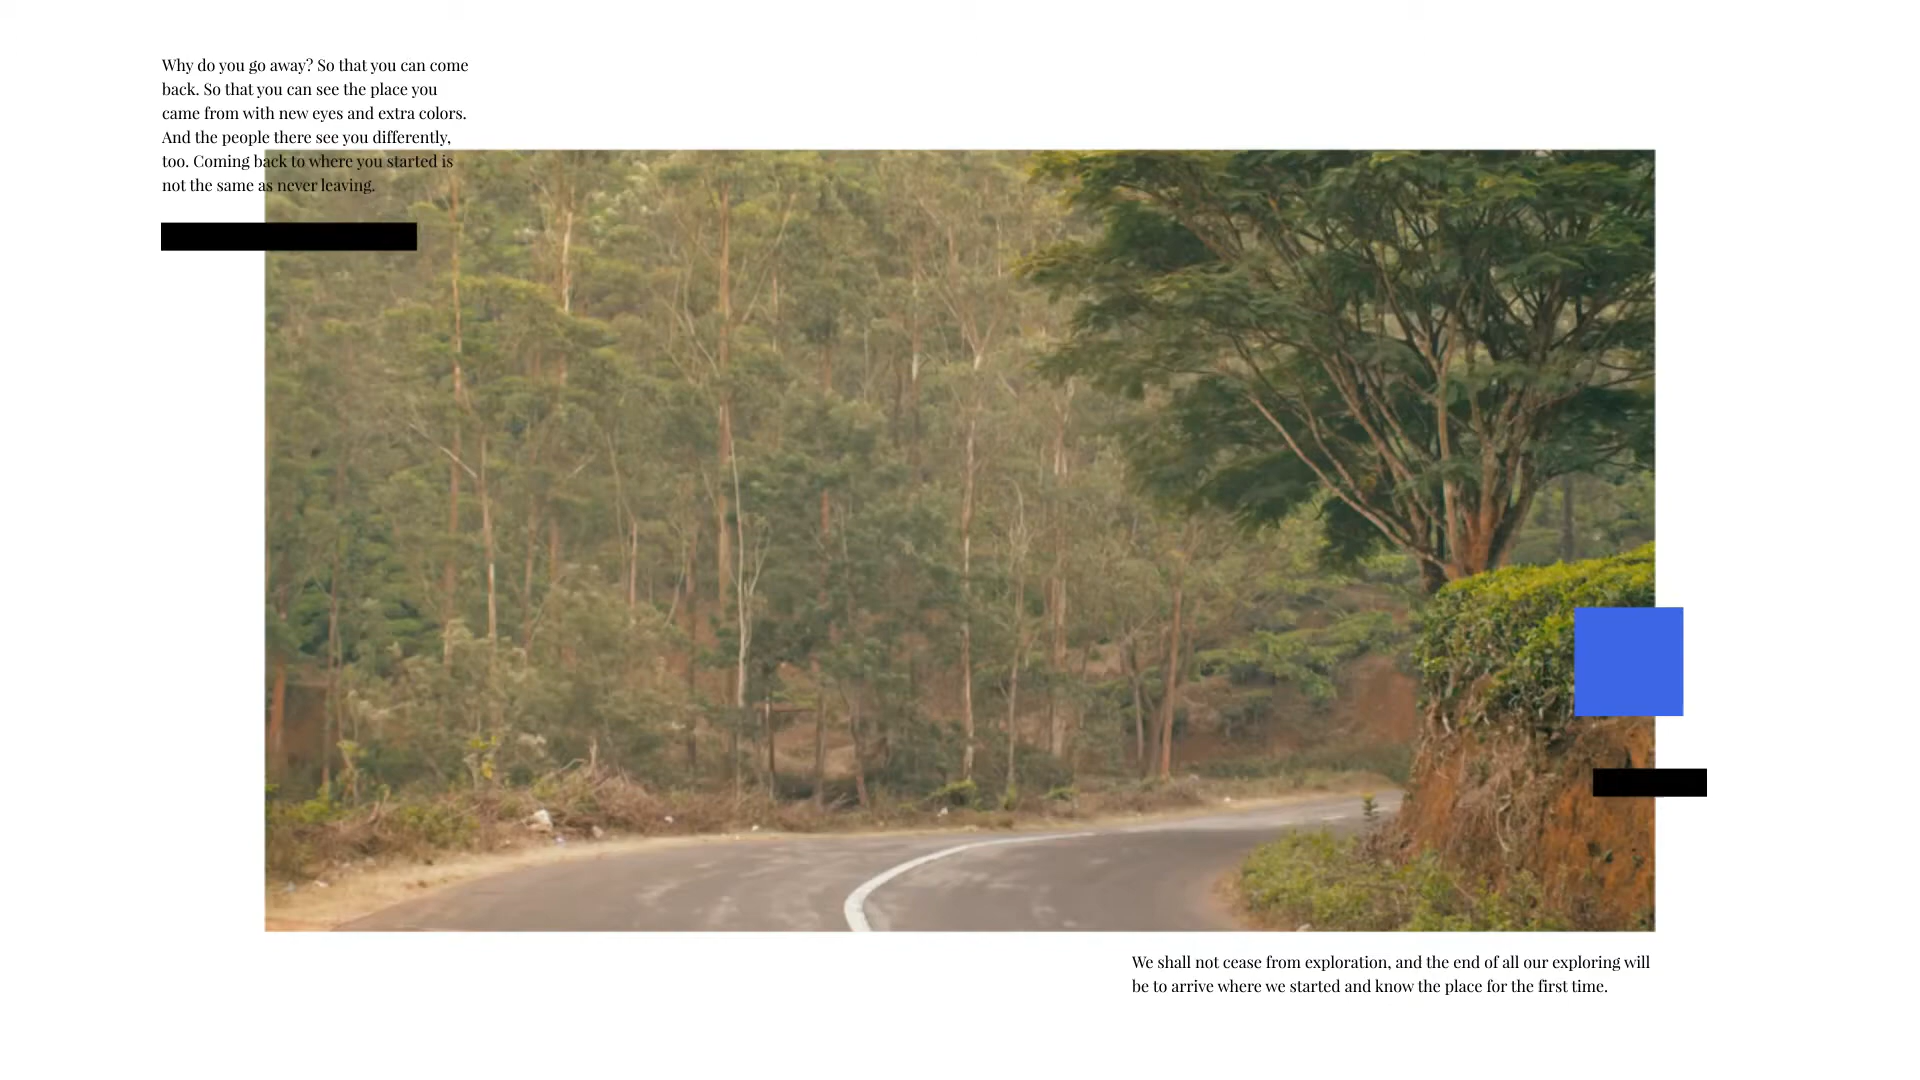 Why do you go away? So that you can come
back. So that you can see the place you
came from with new eyes and extra colors.
And the people there see you differently,
too. Coming back to where you started is
not the same as never leaving.
We shall not cease from exploration, and the end of all our exploring will
be to arrive where we started and know the place for the first time.